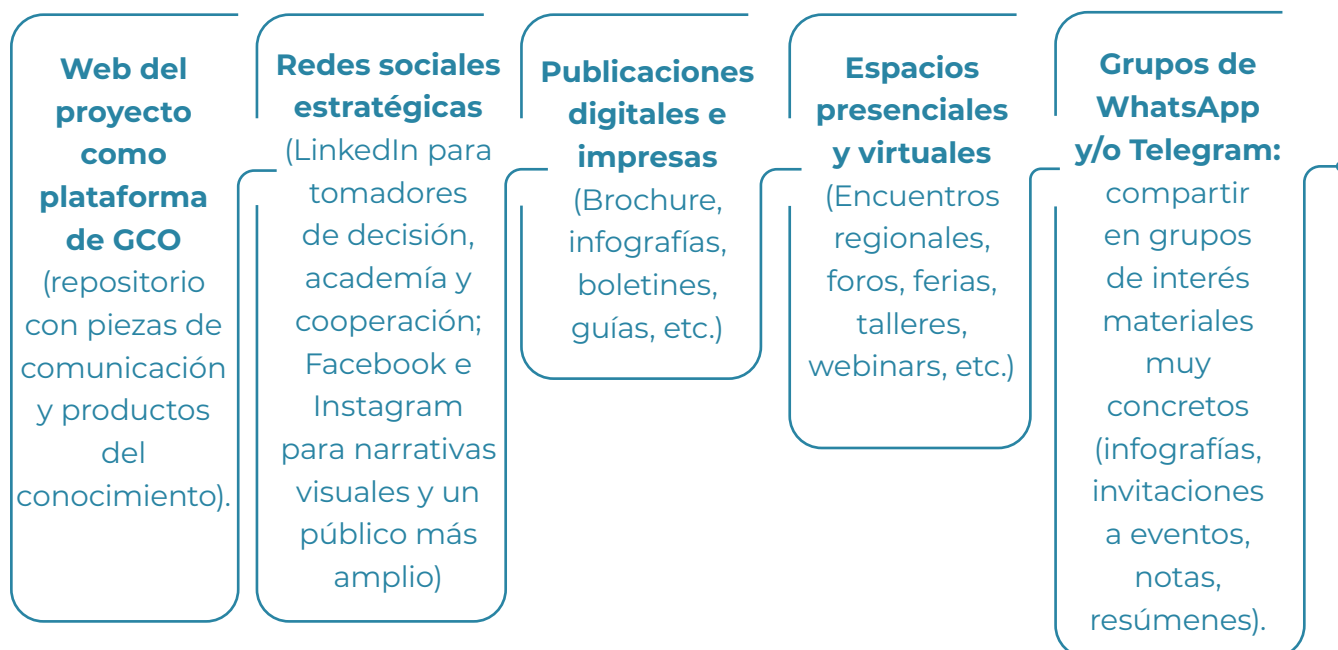 Web del
proyecto
como
plataforma
de GCO
(repositorio
con piezas de
comunicación
y productos
del
conocimiento).
Redes sociales
estratégicas
(LinkedIn para
tomadores
de decisión,
academía y
cooperación;
Facebook e
Instagram
para narrativas
visuales y un
público más
amplio)
Publicaciones
digitales e
impresas
(Brochure,
infografías,
boletines,
guías, etc.)
Espacios
presenciales
y virtuales
(Encuentros
regionales,
foros, ferias,
talleres,
webinars, etc.)
Grupos de
WhatsApp
y/o Telegram:
compartir
en grupos
de interés
materiales
muy
concretos
(infografías,
invitaciones
a eventos,
notas,
resúmenes).